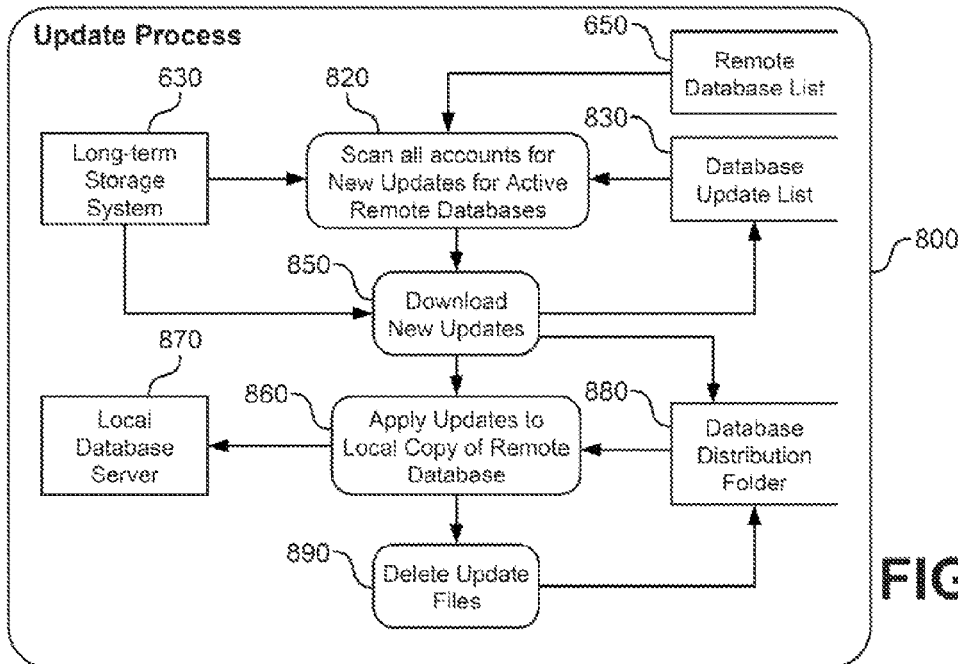 Update Process
650
Remote
Database List
630
820
830
Long-term
Storage
System
Scan all accounts for
New Updates for Active
Remote Databases
Database
Update List
800
850
Download
New Updates
870
860
880
Local
Database
Server
Apply Updates to
Local Copy of Remote
Database
Database
Distribution
Folder
890
Delete Update
Files
FIG